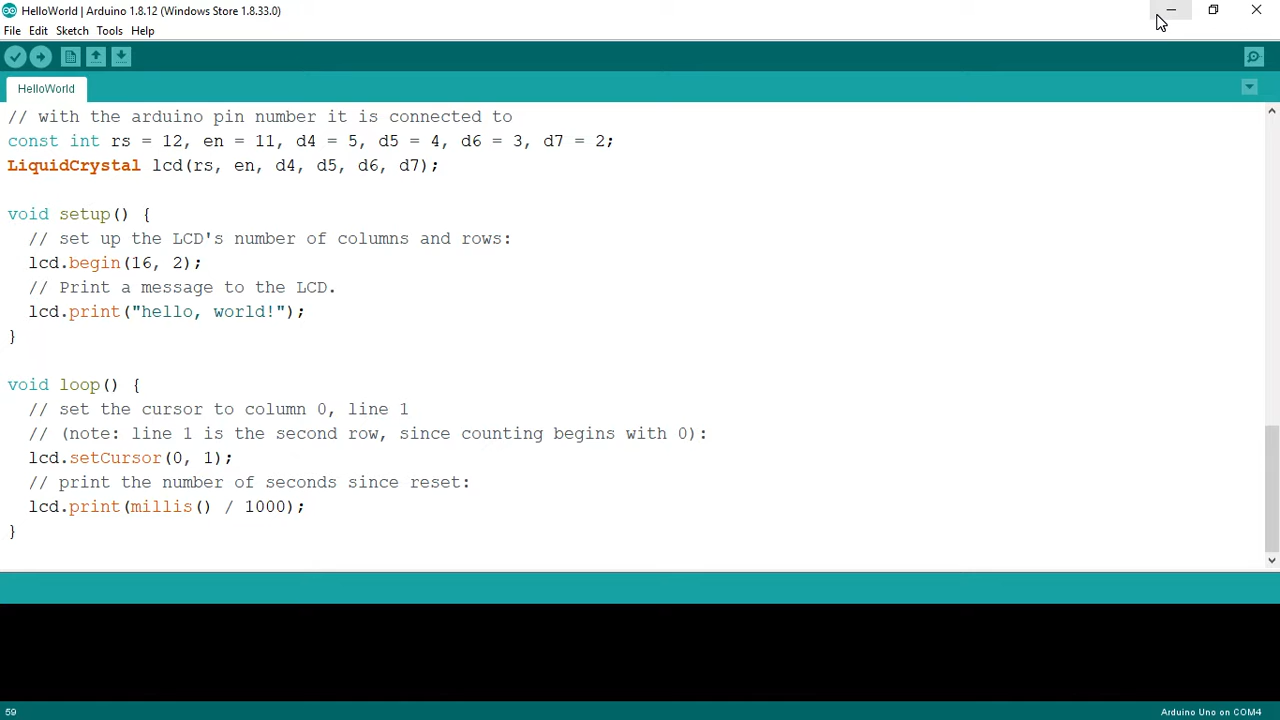 HelloWorld | Arduino 1.8.12 (Windows Store 1.8.33.0)
File Edit Sketch Tools Help
HelloWorld
// with the arduino pin number it is connected to
const int rs = 12, en = 11, d4 = 5, d5 = 4, d6 = 3, d7 = 2;
LiquidCrystal lcd(rs, en, d4, d5, d6, d7);
void setup() {
// set up the LCD's number of columns and rows:
lcd.begin(16, 2);
// Print a message to the LCD.
lcd.print("hello, world!");
}
void loop() {
// set the cursor to column 0, line 1
// (note: line 1 is the second row, since counting begins with 0):
lcd.setCursor(0, 1);
// print the number of seconds since reset:
lcd.print(millis() / 1000);
}
59
Arduino Uno on COM4